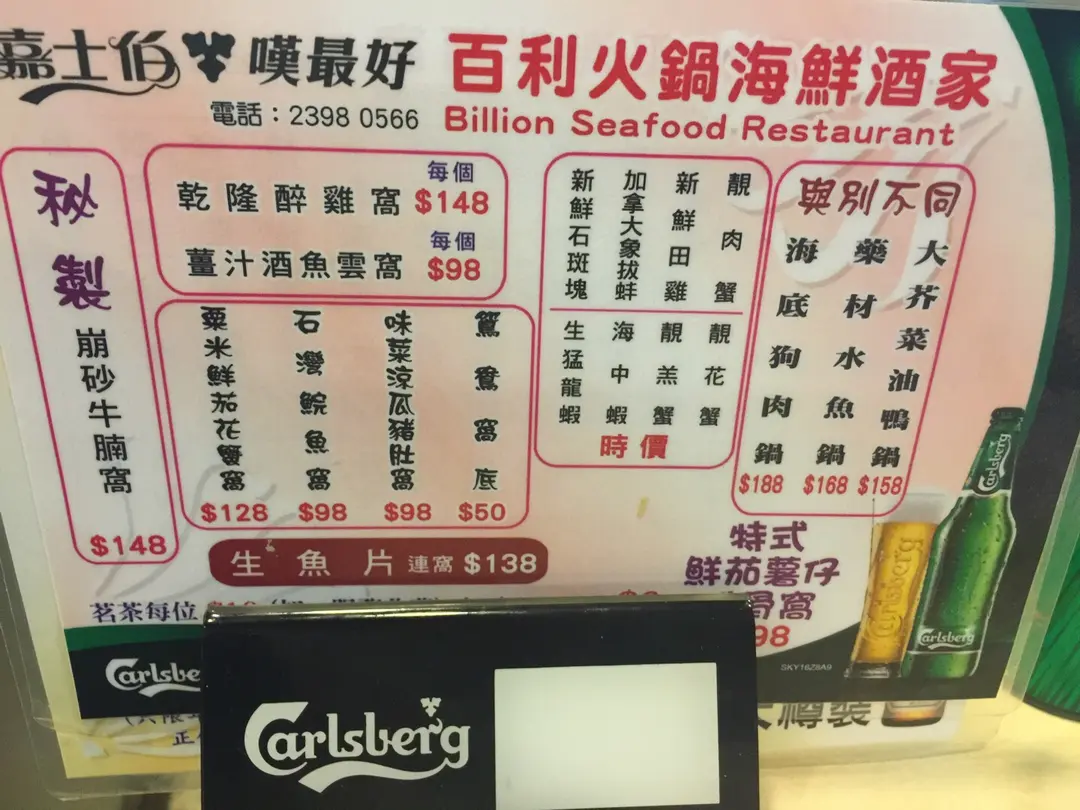 嘉士伯 嘆最好
電話：2398 0566
百利火鍋海鮮酒家
Billion Seafood Restaurant
秘製
崩砂牛腩窩
$148
乾隆醉雞窩 每個 $148
薑汁酒魚雲窩 每個 $98
粟米鮮茄花蟹窩 $128
石灣鯇魚窩 $98
味菜涼瓜豬肚窩 $98
鴛鴦窩底 $50
生魚片 連窩 $138
新鮮石斑塊
加拿大象拔蚌
新鮮田雞
靚肉蟹
生猛龍蝦
海中蝦
靚羔蟹
靚花蟹
時價
與別不同
海底狗肉鍋 $188
藥材水魚鍋 $168
大芥菜油鴨鍋 $158
特式
鮮茄薯仔
骨窩
98
茗茶每位
Carlsbe
SKY16Z8A9
Carlsberg
Carlsberg
Carlsberg
Carlsberg
樽裝